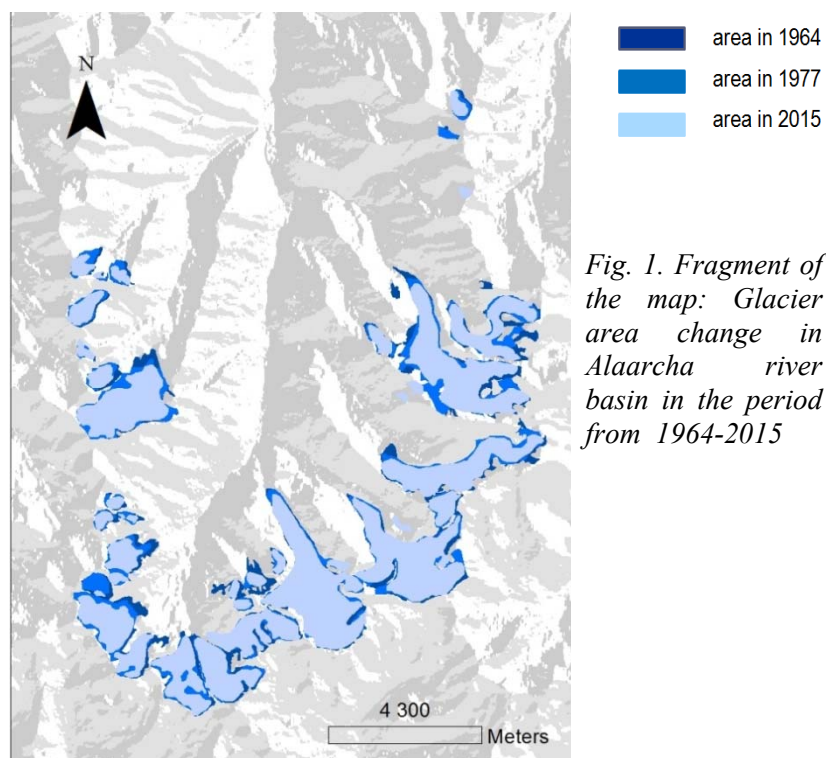 N
area in 1964
area in 1977
area in 2015
Fig. 1. Fragment of
the map: Glacier
area change in
Alaarcha river
basin in the period
from 1964-2015
4 300
Meters